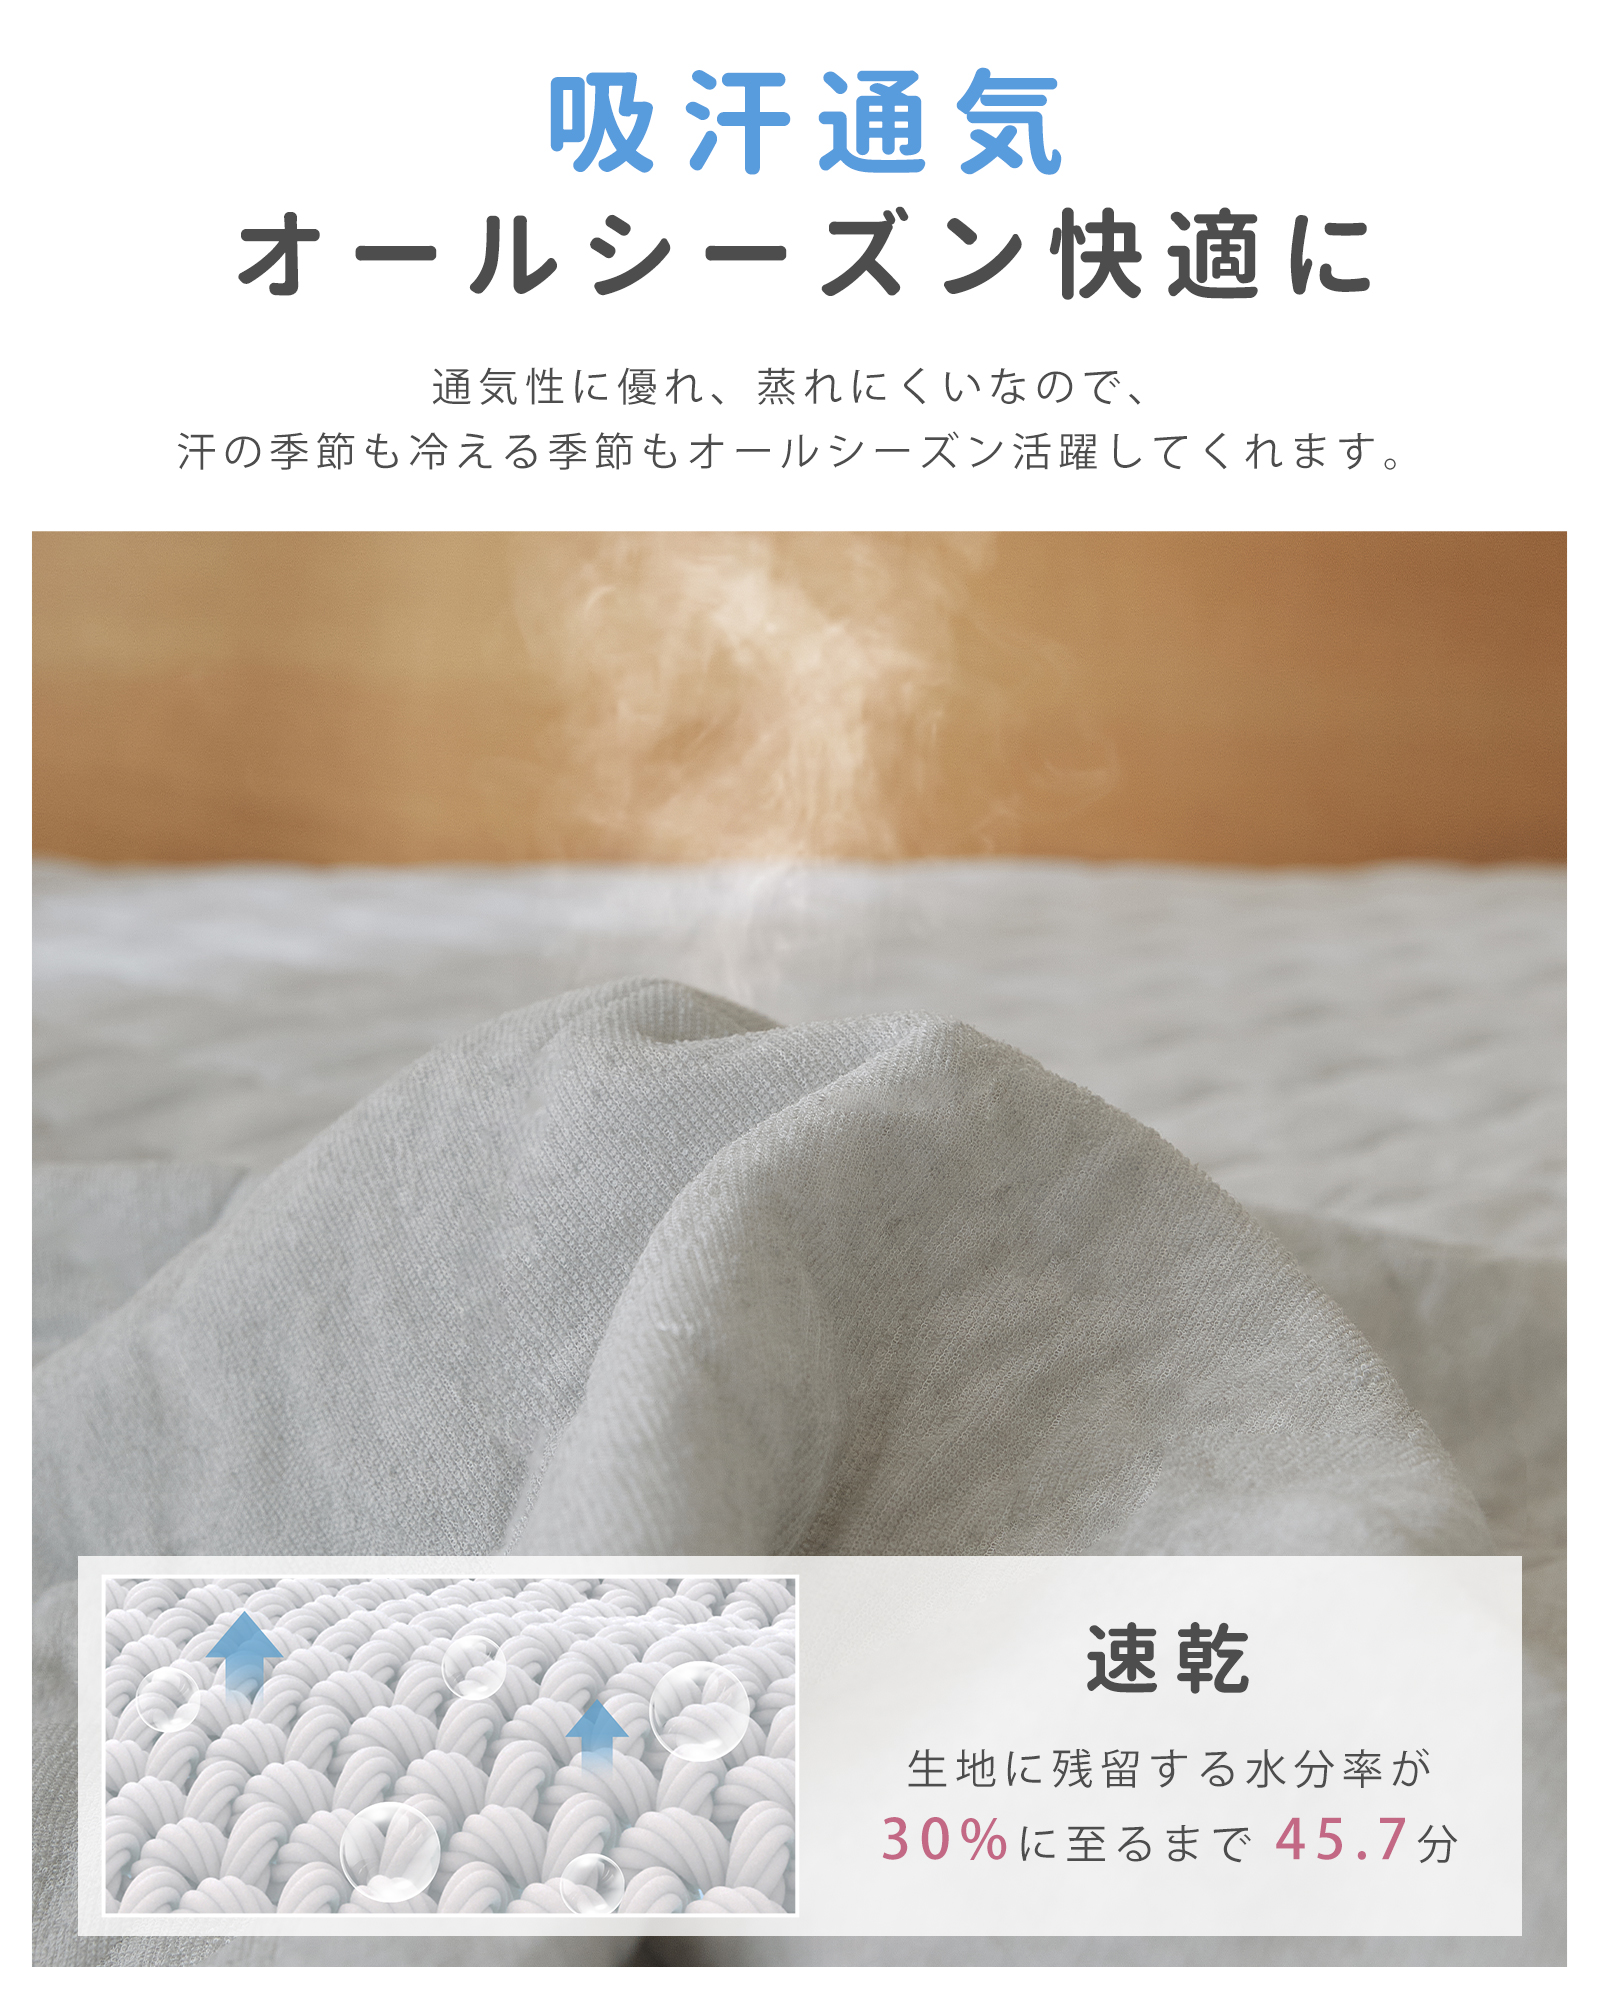 吸汗通気
オールシーズン快適に
通気性に優れ、蒸れにくいなので、
汗の季節も冷える季節もオールシーズン活躍してくれます。
速乾
生地に残留する水分率が
30%に至るまで 45.7分